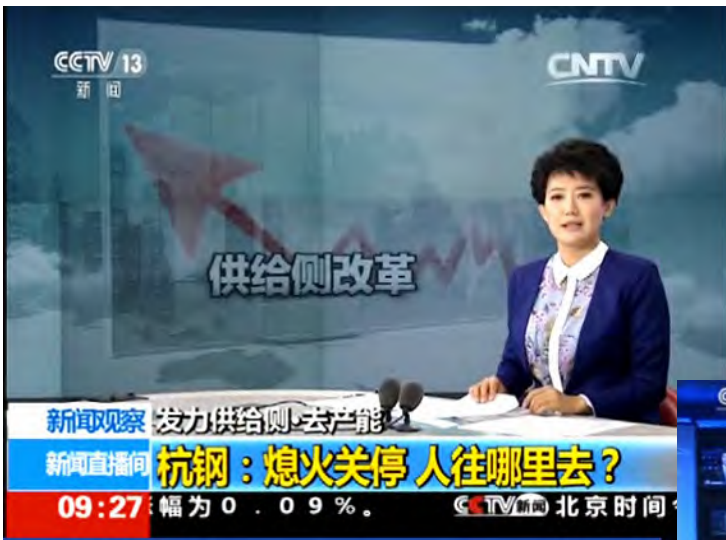 CCTV 13
新闻
CNTV
供给侧改革
新闻观察
发力供给侧·去产能
新闻直播间
杭钢：熄火关停 人往哪里去？
09:27
幅为0.09%。
CCTV新闻 北京时间